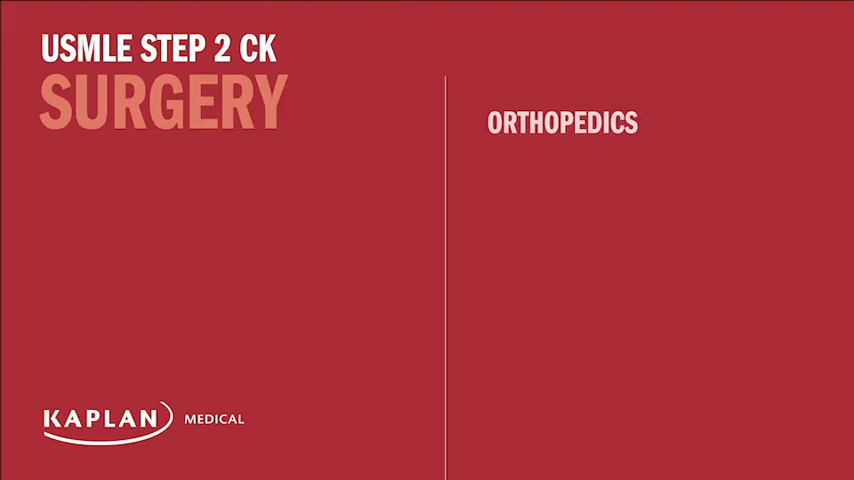 USMLE STEP 2 CK
SURGERY
ORTHOPEDICS
KAPLAN MEDICAL